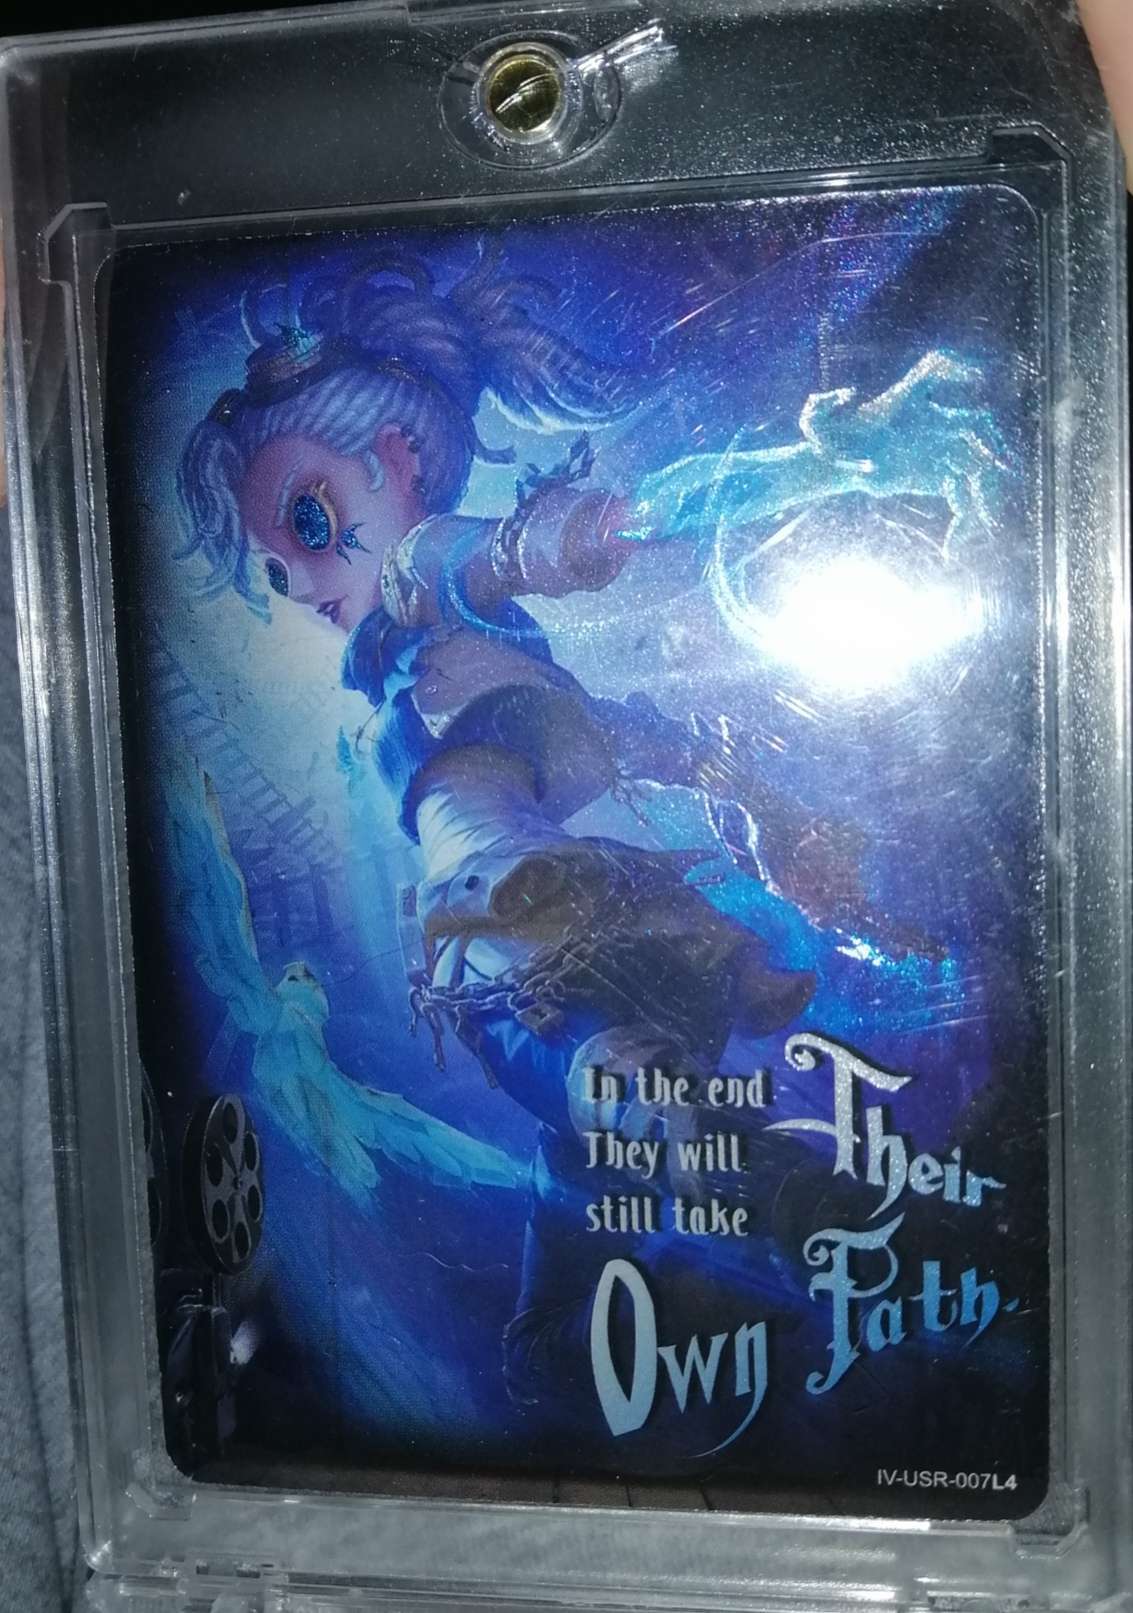 In the end
They will
still take
Own
Their
Path.
IV-USR-007L4